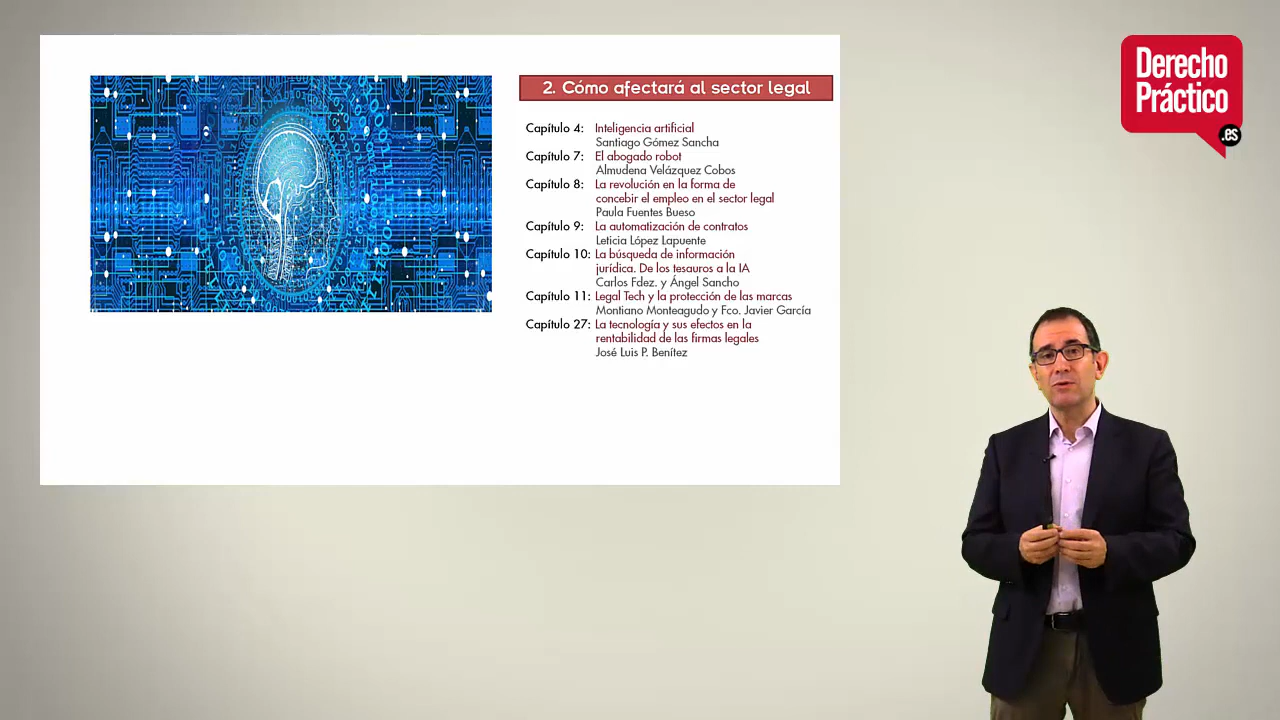 Derecho
Práctico
.es
2. Cómo afectará al sector legal
Capítulo 4: Inteligencia artificial
Santiago Gómez Sancha
Capítulo 7: El abogado robot
Almudena Velázquez Cobos
Capítulo 8: La revolución en la forma de
concebir el empleo en el sector legal
Paula Fuentes Bueso
Capítulo 9: La automatización de contratos
Leticia López Lapuente
Capítulo 10: La búsqueda de información
jurídica. De los tesauros a la IA
Carlos Fdez. y Ángel Sancho
Capítulo 11: Legal Tech y la protección de las marcas
Montiano Monteagudo y Fco. Javier García
Capítulo 27: La tecnología y sus efectos en la
rentabilidad de las firmas legales
José Luis P. Benítez